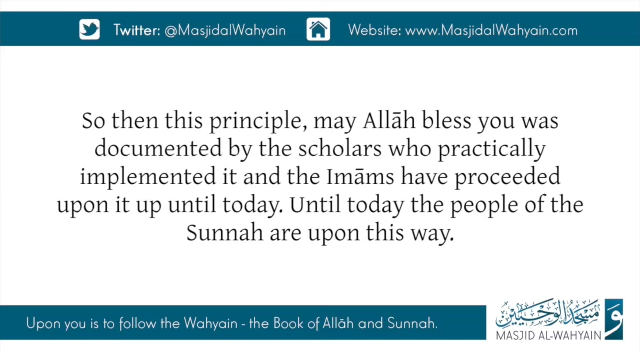 Twitter: @MasjidalWahyain Website: www.MasjidalWahyain.com
So then this principle, may Allāh bless you was
documented by the scholars who practically
implemented it and the Imāms have proceeded
upon it up until today. Until today the people of the
Sunnah are upon this way.
Upon you is to follow the Wahyain - the Book of Allāh and Sunnah.
مسجد الوحيين
و
MASJID AL-WAHYAIN